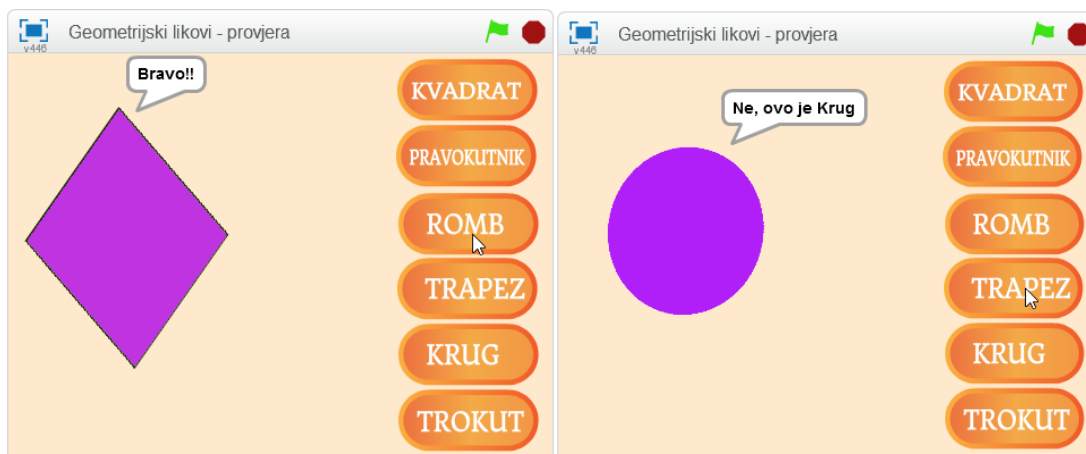 Geometrijski likovi - provjera
v446
Bravo!!
KVADRAT
PRAVOKUTNIK
ROMB
TRAPEZ
KRUG
TROKUT
Geometrijski likovi - provjera
v446
Ne, ovo je Krug
KVADRAT
PRAVOKUTNIK
ROMB
TRAPEZ
KRUG
TROKUT